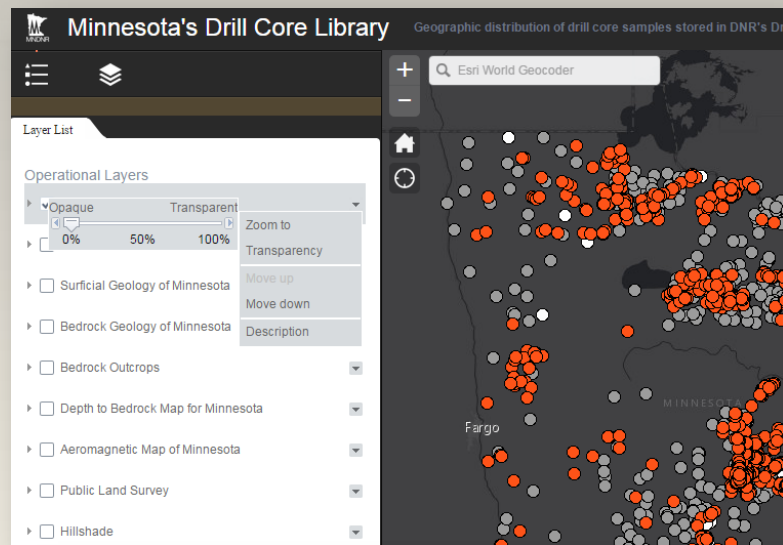 MNDNR
Minnesota's Drill Core Library
Geographic distribution of drill core samples stored in DNR's Dr
+
Esri World Geocoder
−
Layer List
Operational Layers
Opaque
Transparent
0%
50%
100%
Zoom to
Transparency
Move up
Move down
Description
Surficial Geology of Minnesota
Bedrock Geology of Minnesota
Bedrock Outcrops
Depth to Bedrock Map for Minnesota
Aeromagnetic Map of Minnesota
Public Land Survey
Hillshade
MINNESOTA
Fargo